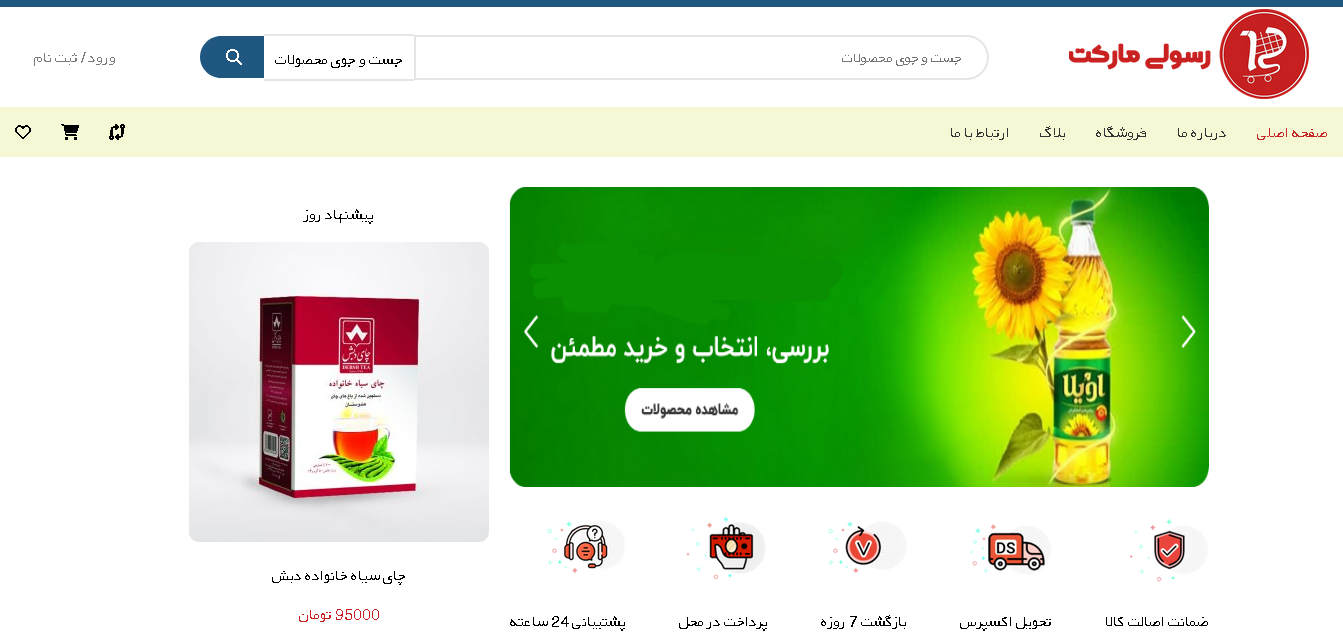 رسولی مارکت
جست و جوی محصولات
جست و جوی محصولات
ورود / ثبت نام
صفحه اصلی
درباره ما
فروشگاه
بلاگ
ارتباط با ما
بررسی، انتخاب و خرید مطمئن
مشاهده محصولات
اویلا
پیشنهاد روز
چای دبش
DEBSH TEA
چای سیاه خانواده
چای سیاه خانواده دبش
95000 تومان
ضمانت اصالت کالا
DS
تحویل اکسپرس
بازگشت 7 روزه
پرداخت در محل
?
پشتیبانی 24 ساعته